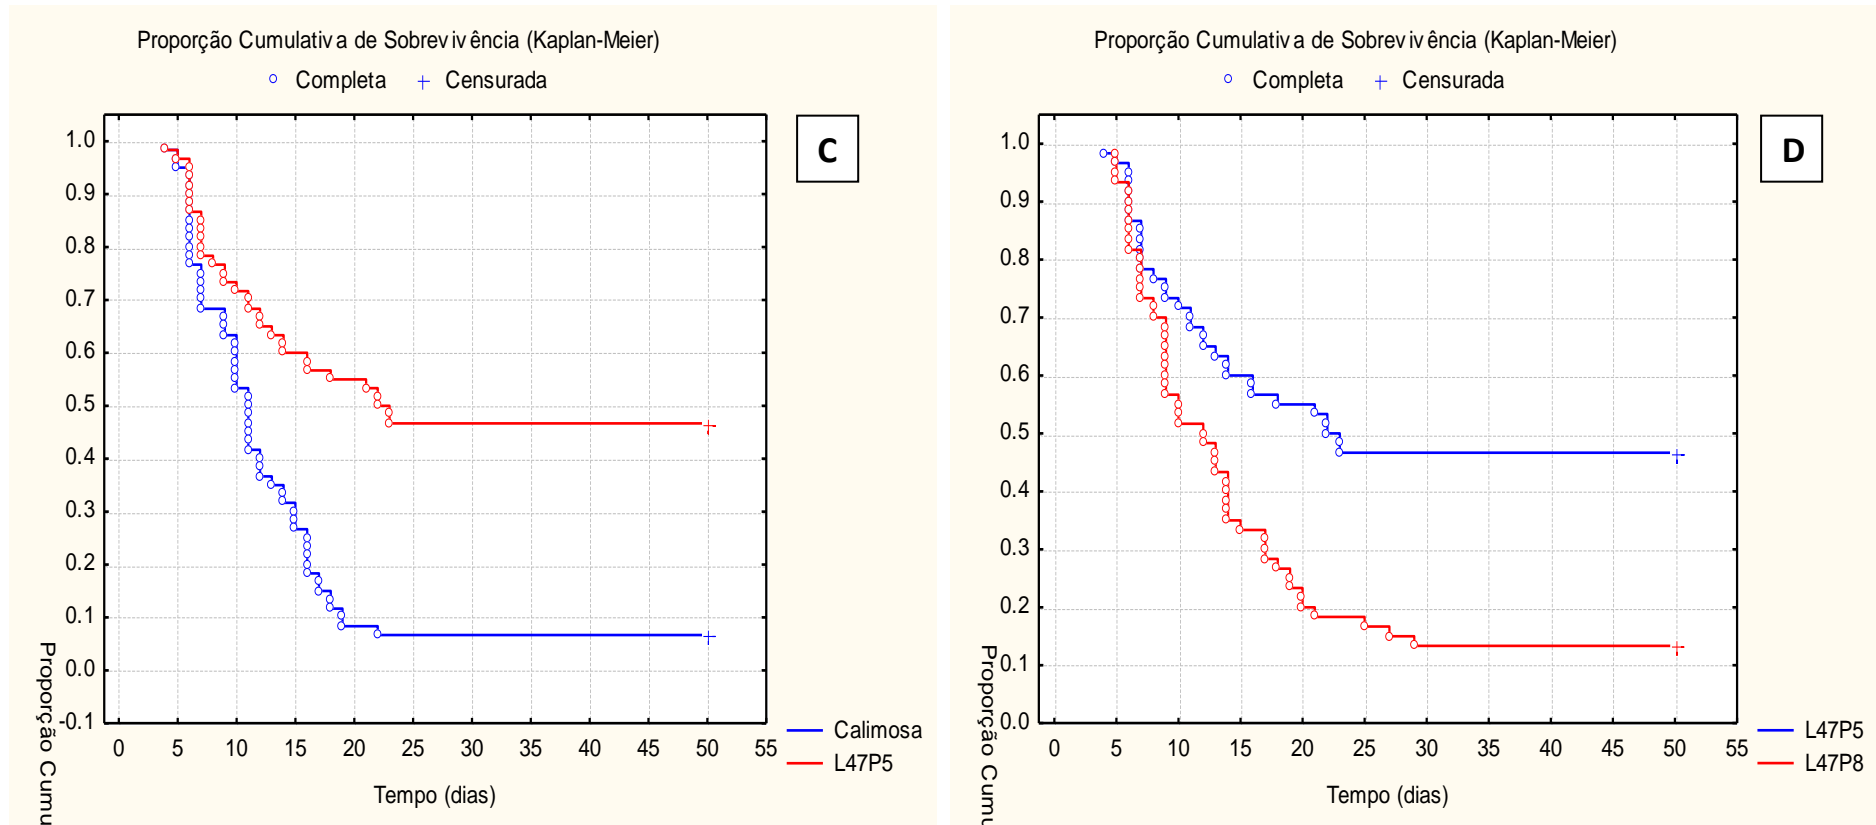 Proporção Cumulativa de Sobrevivência (Kaplan-Meier)
Completa Censurada
C
1.0
0.9
0.8
0.7
0.6
0.5
0.4
0.3
0.2
0.1
0.0
-0.1
0 5 10 15 20 25 30 35 40 45 50 55
Proporção Cumu
Tempo (dias)
Calimosa
L47P5
Proporção Cumulativa de Sobrevivência (Kaplan-Meier)
Completa Censurada
D
1.0
0.9
0.8
0.7
0.6
0.5
0.4
0.3
0.2
0.1
0.0
0 5 10 15 20 25 30 35 40 45 50 55
Proporção Cumu
Tempo (dias)
L47P5
L47P8